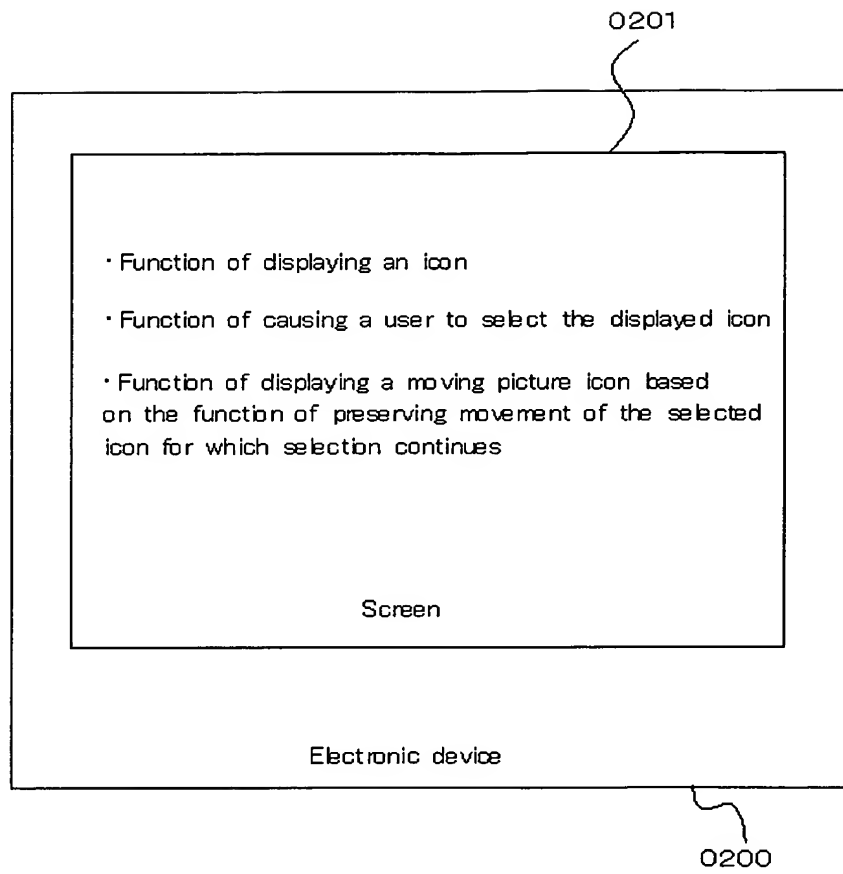 0201
・Function of displaying an icon
・Function of causing a user to select the displayed icon
・Function of displaying a moving picture icon based
on the function of preserving movement of the selected
icon for which selection continues
Screen
Electronic device
0200